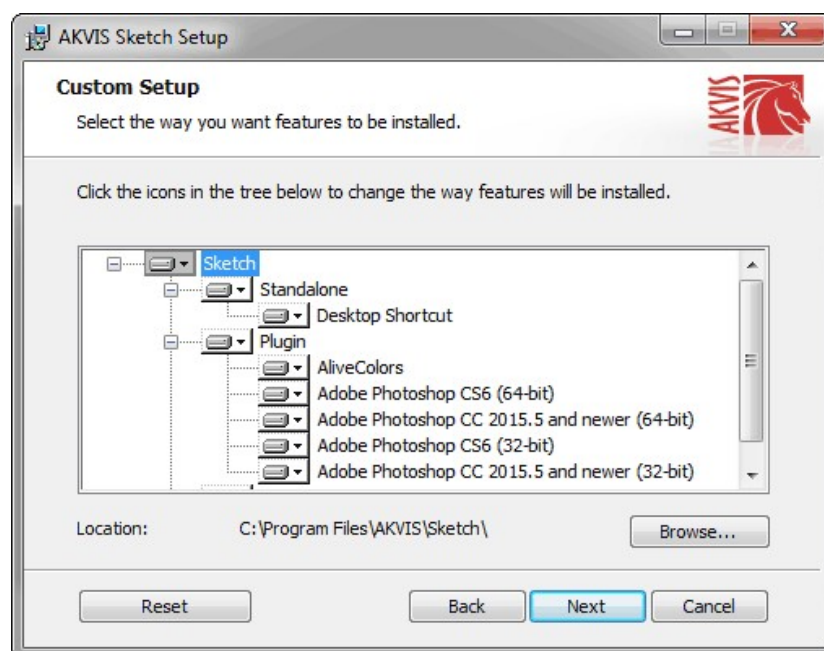 AKVIS Sketch Setup
Custom Setup
Select the way you want features to be installed.
AKVIS
Click the icons in the tree below to change the way features will be installed.
Sketch
Standalone
Desktop Shortcut
Plugin
AliveColors
Adobe Photoshop CS6 (64-bit)
Adobe Photoshop CC 2015.5 and newer (64-bit)
Adobe Photoshop CS6 (32-bit)
Adobe Photoshop CC 2015.5 and newer (32-bit)
Location: C:\Program Files\AKVIS\Sketch\ Browse...
Reset Back Next Cancel